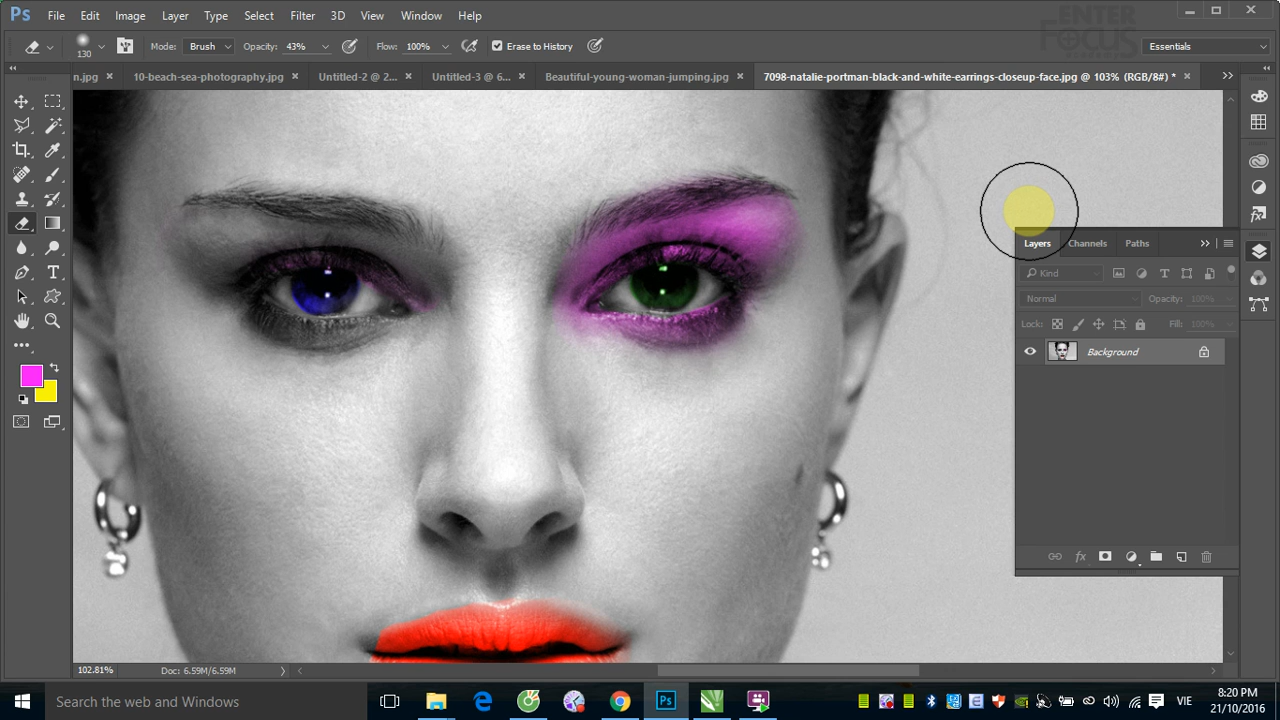 Ps File Edit Image Layer Type Select Filter 3D View Window Help
ENTER
FOCUS
130 Mode: Brush Opacity: 43% Flow: 100% Erase to History Essentials
n.jpg × 10-beach-sea-photography.jpg × Untitled-2 @ 2... × Untitled-3 @ 6... × Beautiful-young-woman-jumping.jpg × 7098-natalie-portman-black-and-white-earrings-closeup-face.jpg @ 103% (RGB/8#) * ×
Layers Channels Paths
Kind
Normal Opacity: 100%
Lock: Fill: 100%
Background
102.81% Doc: 6.59M/6.59M
Search the web and Windows
Ps
VIE
8:20 PM
21/10/2016